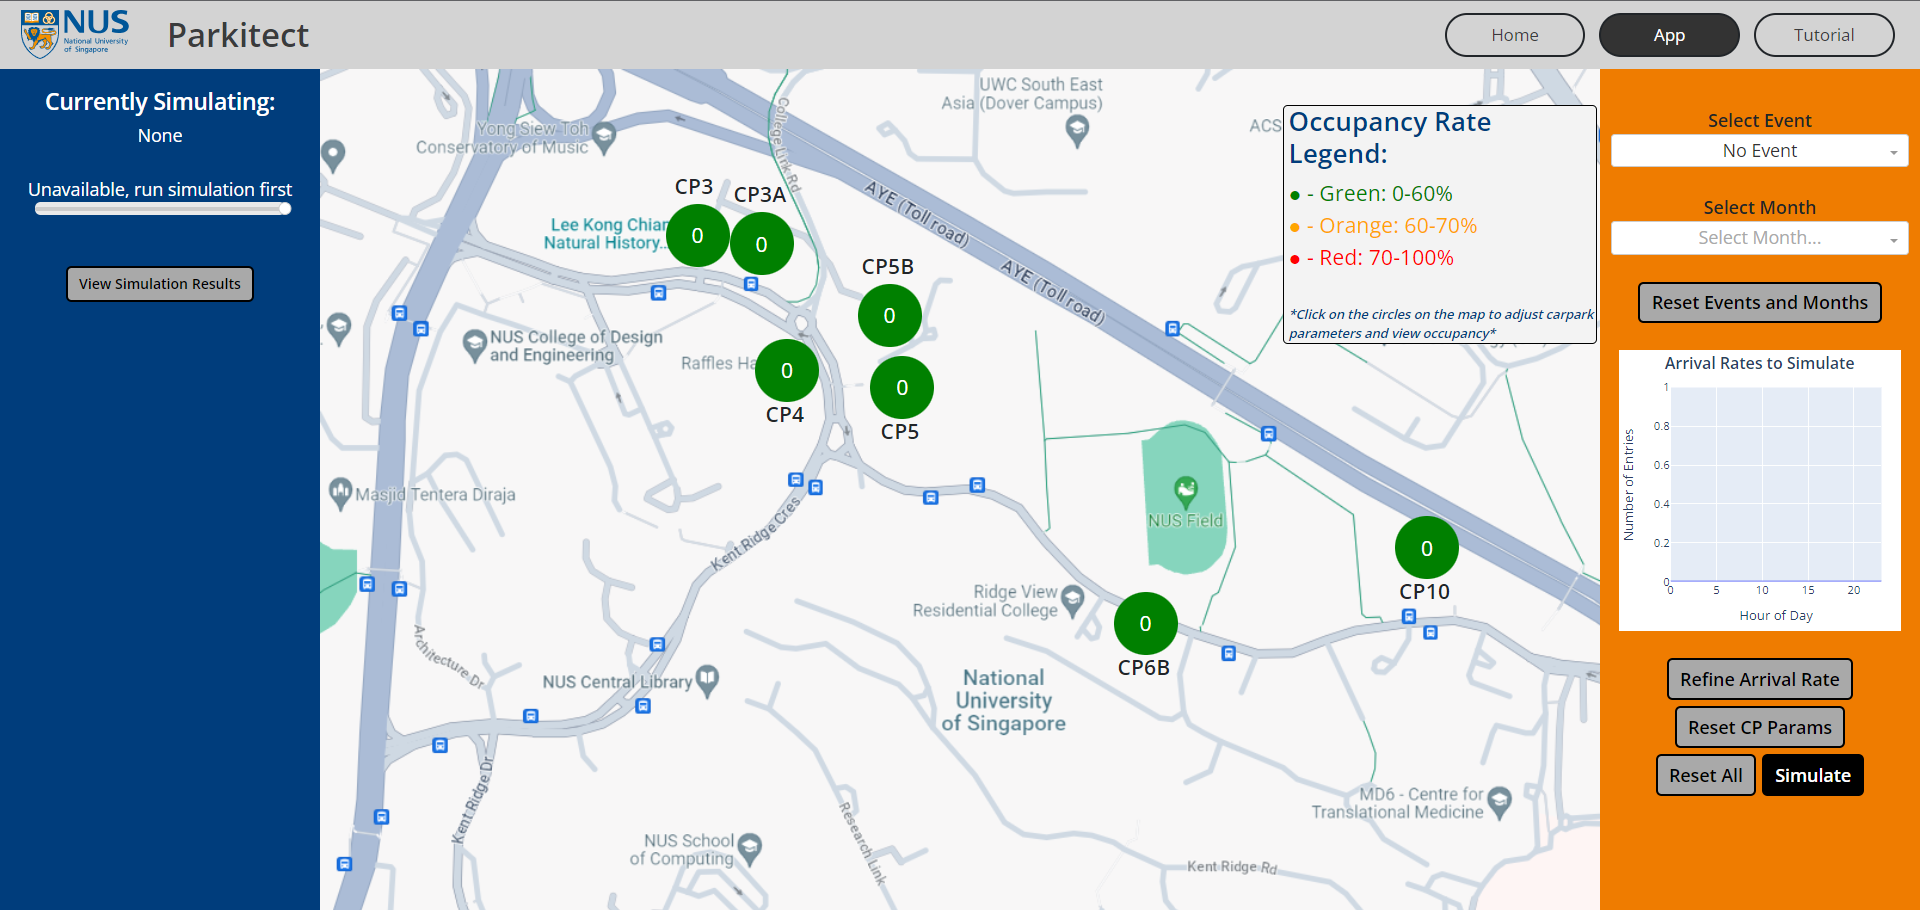 NUS
National University
of Singapore
Parkitect
Home
App
Tutorial
Currently Simulating:
None
Unavailable, run simulation first
View Simulation Results
UWC South East
Asia (Dover Campus)
Yong Siew Toh
Conservatory of Music
College Link Rd
ACS
AYE (Toll road)
AYE (Toll road)
CP3
CP3A
Lee Kong Chian
Natural History...
0
0
CP5B
0
NUS College of Design
and Engineering
Raffles Ha
0
CP4
0
CP5
Masjid Tentera Diraja
Kent Ridge Cres
NUS Field
0
CP10
Ridge View
Residential College
0
CP6B
Architecture Dr
NUS Central Library
National
University
of Singapore
Kent Ridge Dr
MD6 - Centre for
Translational Medicine
NUS School
of Computing
Research Link
Kent Ridge Rd
Occupancy Rate
Legend:
● - Green: 0-60%
● - Orange: 60-70%
● - Red: 70-100%
*Click on the circles on the map to adjust carpark
parameters and view occupancy*
Select Event
No Event
Select Month
Select Month...
Reset Events and Months
Arrival Rates to Simulate
Number of Entries
1
0.8
0.6
0.4
0.2
0
0 5 10 15 20
Hour of Day
Refine Arrival Rate
Reset CP Params
Reset All
Simulate